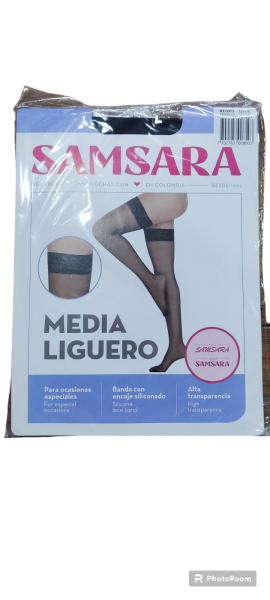 SAMSARA
HECHAS CON ♥ EN COLOMBIA
DESDE
MEDIA
LIGUERO
SAMSARA
SAMSARA
Para ocasiones
especiales
For especial
occasions
Banda con
encaje siliconado
Silicone
lace band
Alta
transparencia
High
transparency
PhotoRoom